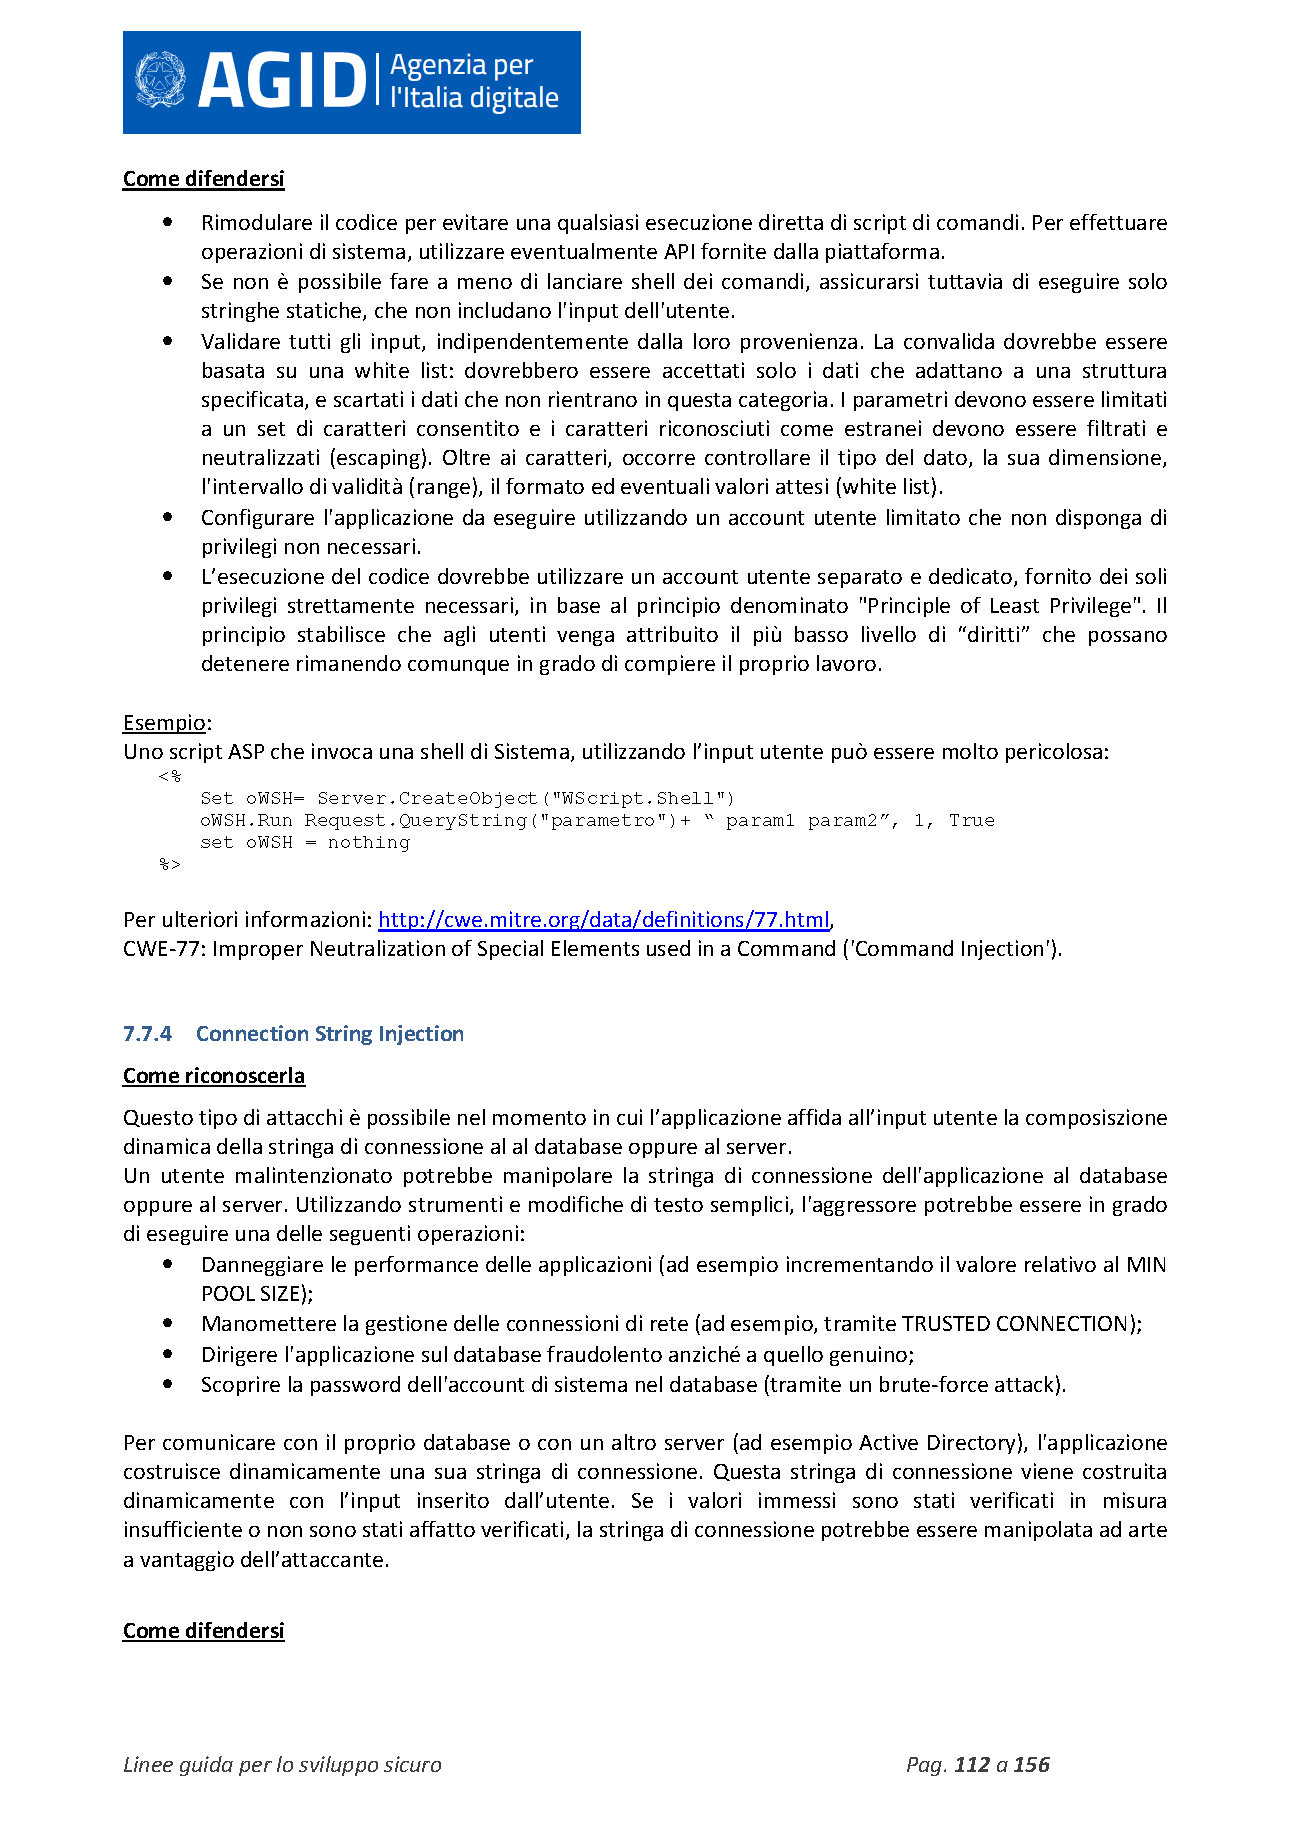 AGID
Agenzia per
l'Italia digitale
Come difendersi
• Rimodulare il codice per evitare una qualsiasi esecuzione diretta di script di comandi. Per effettuare
operazioni di sistema, utilizzare eventualmente API fornite dalla piattaforma.
• Se non è possibile fare a meno di lanciare shell dei comandi, assicurarsi tuttavia di eseguire solo
stringhe statiche, che non includano l'input dell'utente.
• Validare tutti gli input, indipendentemente dalla loro provenienza. La convalida dovrebbe essere
basata su una white list: dovrebbero essere accettati solo i dati che adattano a una struttura
specificata, e scartati i dati che non rientrano in questa categoria. I parametri devono essere limitati
a un set di caratteri consentito e i caratteri riconosciuti come estranei devono essere filtrati e
neutralizzati (escaping). Oltre ai caratteri, occorre controllare il tipo del dato, la sua dimensione,
l'intervallo di validità (range), il formato ed eventuali valori attesi (white list).
• Configurare l'applicazione da eseguire utilizzando un account utente limitato che non disponga di
privilegi non necessari.
• L’esecuzione del codice dovrebbe utilizzare un account utente separato e dedicato, fornito dei soli
privilegi strettamente necessari, in base al principio denominato "Principle of Least Privilege". Il
principio stabilisce che agli utenti venga attribuito il più basso livello di “diritti” che possano
detenere rimanendo comunque in grado di compiere il proprio lavoro.
Esempio:
Uno script ASP che invoca una shell di Sistema, utilizzando l’input utente può essere molto pericolosa:
<%
Set oWSH= Server.CreateObject("WScript.Shell")
oWSH.Run Request.QueryString("parametro")+ “ param1 param2”, 1, True
set oWSH = nothing
%>
Per ulteriori informazioni: http://cwe.mitre.org/data/definitions/77.html,
CWE-77: Improper Neutralization of Special Elements used in a Command ('Command Injection').
7.7.4 Connection String Injection
Come riconoscerla
Questo tipo di attacchi è possibile nel momento in cui l’applicazione affida all’input utente la composiszione
dinamica della stringa di connessione al al database oppure al server.
Un utente malintenzionato potrebbe manipolare la stringa di connessione dell'applicazione al database
oppure al server. Utilizzando strumenti e modifiche di testo semplici, l'aggressore potrebbe essere in grado
di eseguire una delle seguenti operazioni:
• Danneggiare le performance delle applicazioni (ad esempio incrementando il valore relativo al MIN
POOL SIZE);
• Manomettere la gestione delle connessioni di rete (ad esempio, tramite TRUSTED CONNECTION);
• Dirigere l'applicazione sul database fraudolento anziché a quello genuino;
• Scoprire la password dell'account di sistema nel database (tramite un brute-force attack).
Per comunicare con il proprio database o con un altro server (ad esempio Active Directory), l'applicazione
costruisce dinamicamente una sua stringa di connessione. Questa stringa di connessione viene costruita
dinamicamente con l’input inserito dall’utente. Se i valori immessi sono stati verificati in misura
insufficiente o non sono stati affatto verificati, la stringa di connessione potrebbe essere manipolata ad arte
a vantaggio dell’attaccante.
Come difendersi
Linee guida per lo sviluppo sicuro Pag. 112 a 156